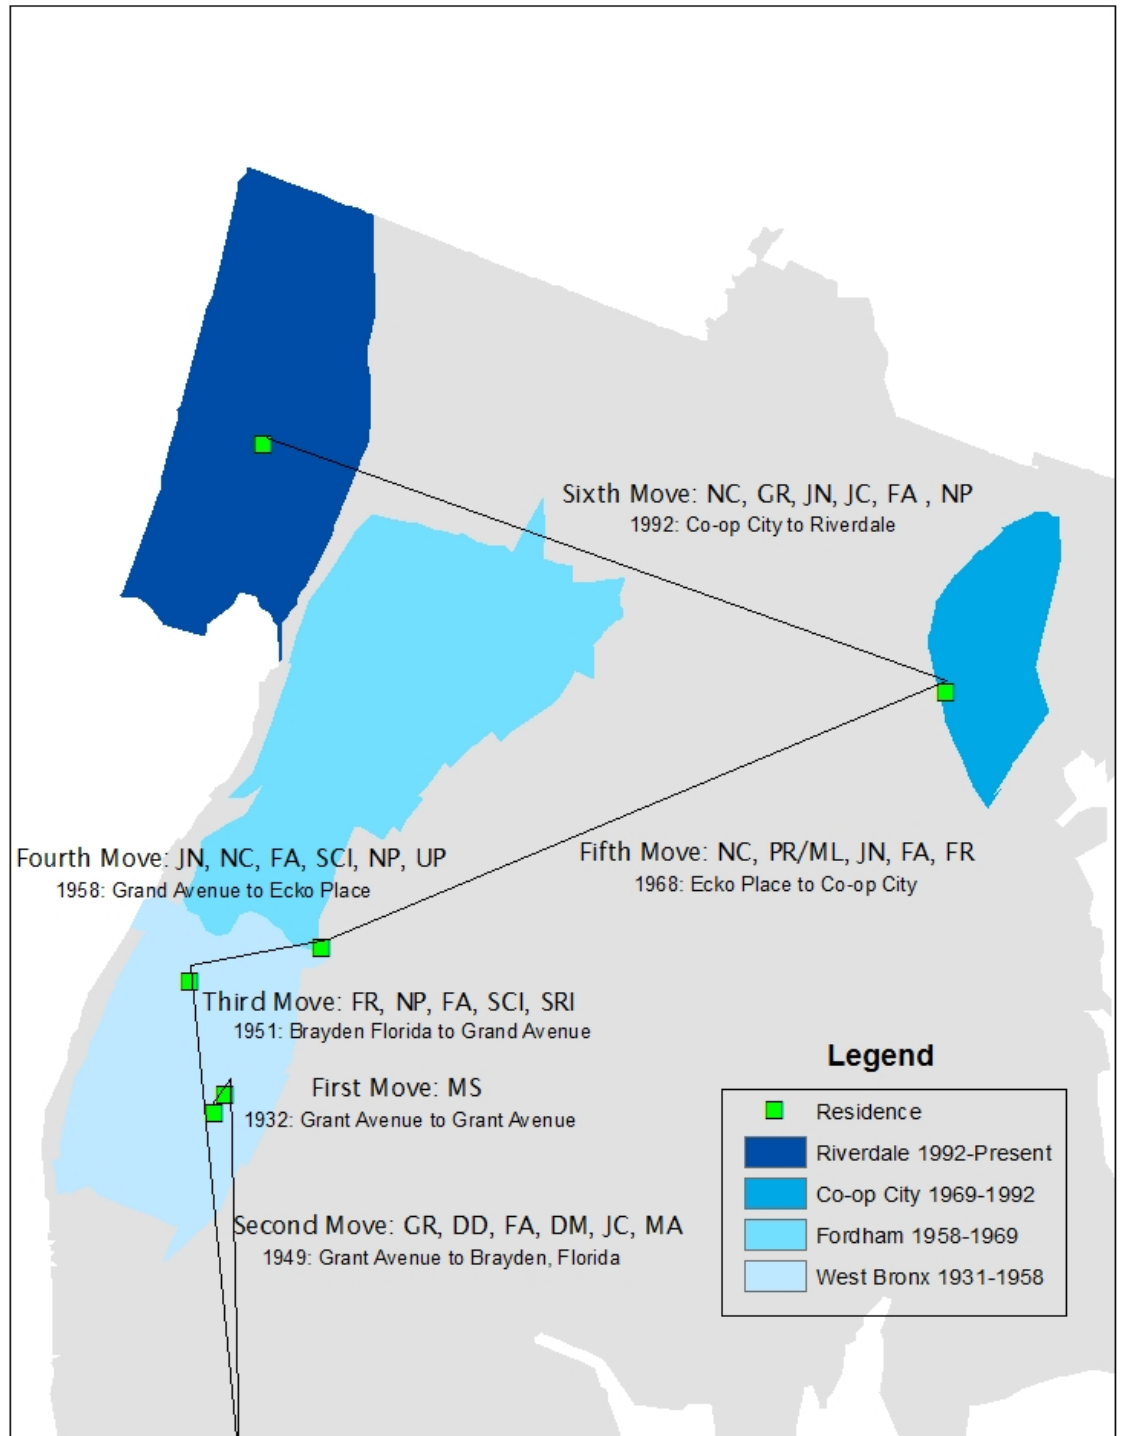 Sixth Move: NC, GR, JN, JC, FA , NP
1992: Co-op City to Riverdale
Fourth Move: JN, NC, FA, SCI, NP, UP
1958: Grand Avenue to Ecko Place
Fifth Move: NC, PR/ML, JN, FA, FR
1968: Ecko Place to Co-op City
Third Move: FR, NP, FA, SCI, SRI
1951: Brayden Florida to Grand Avenue
First Move: MS
1932: Grant Avenue to Grant Avenue
Second Move: GR, DD, FA, DM, JC, MA
1949: Grant Avenue to Brayden, Florida
Legend
Residence
Riverdale 1992-Present
Co-op City 1969-1992
Fordham 1958-1969
West Bronx 1931-1958